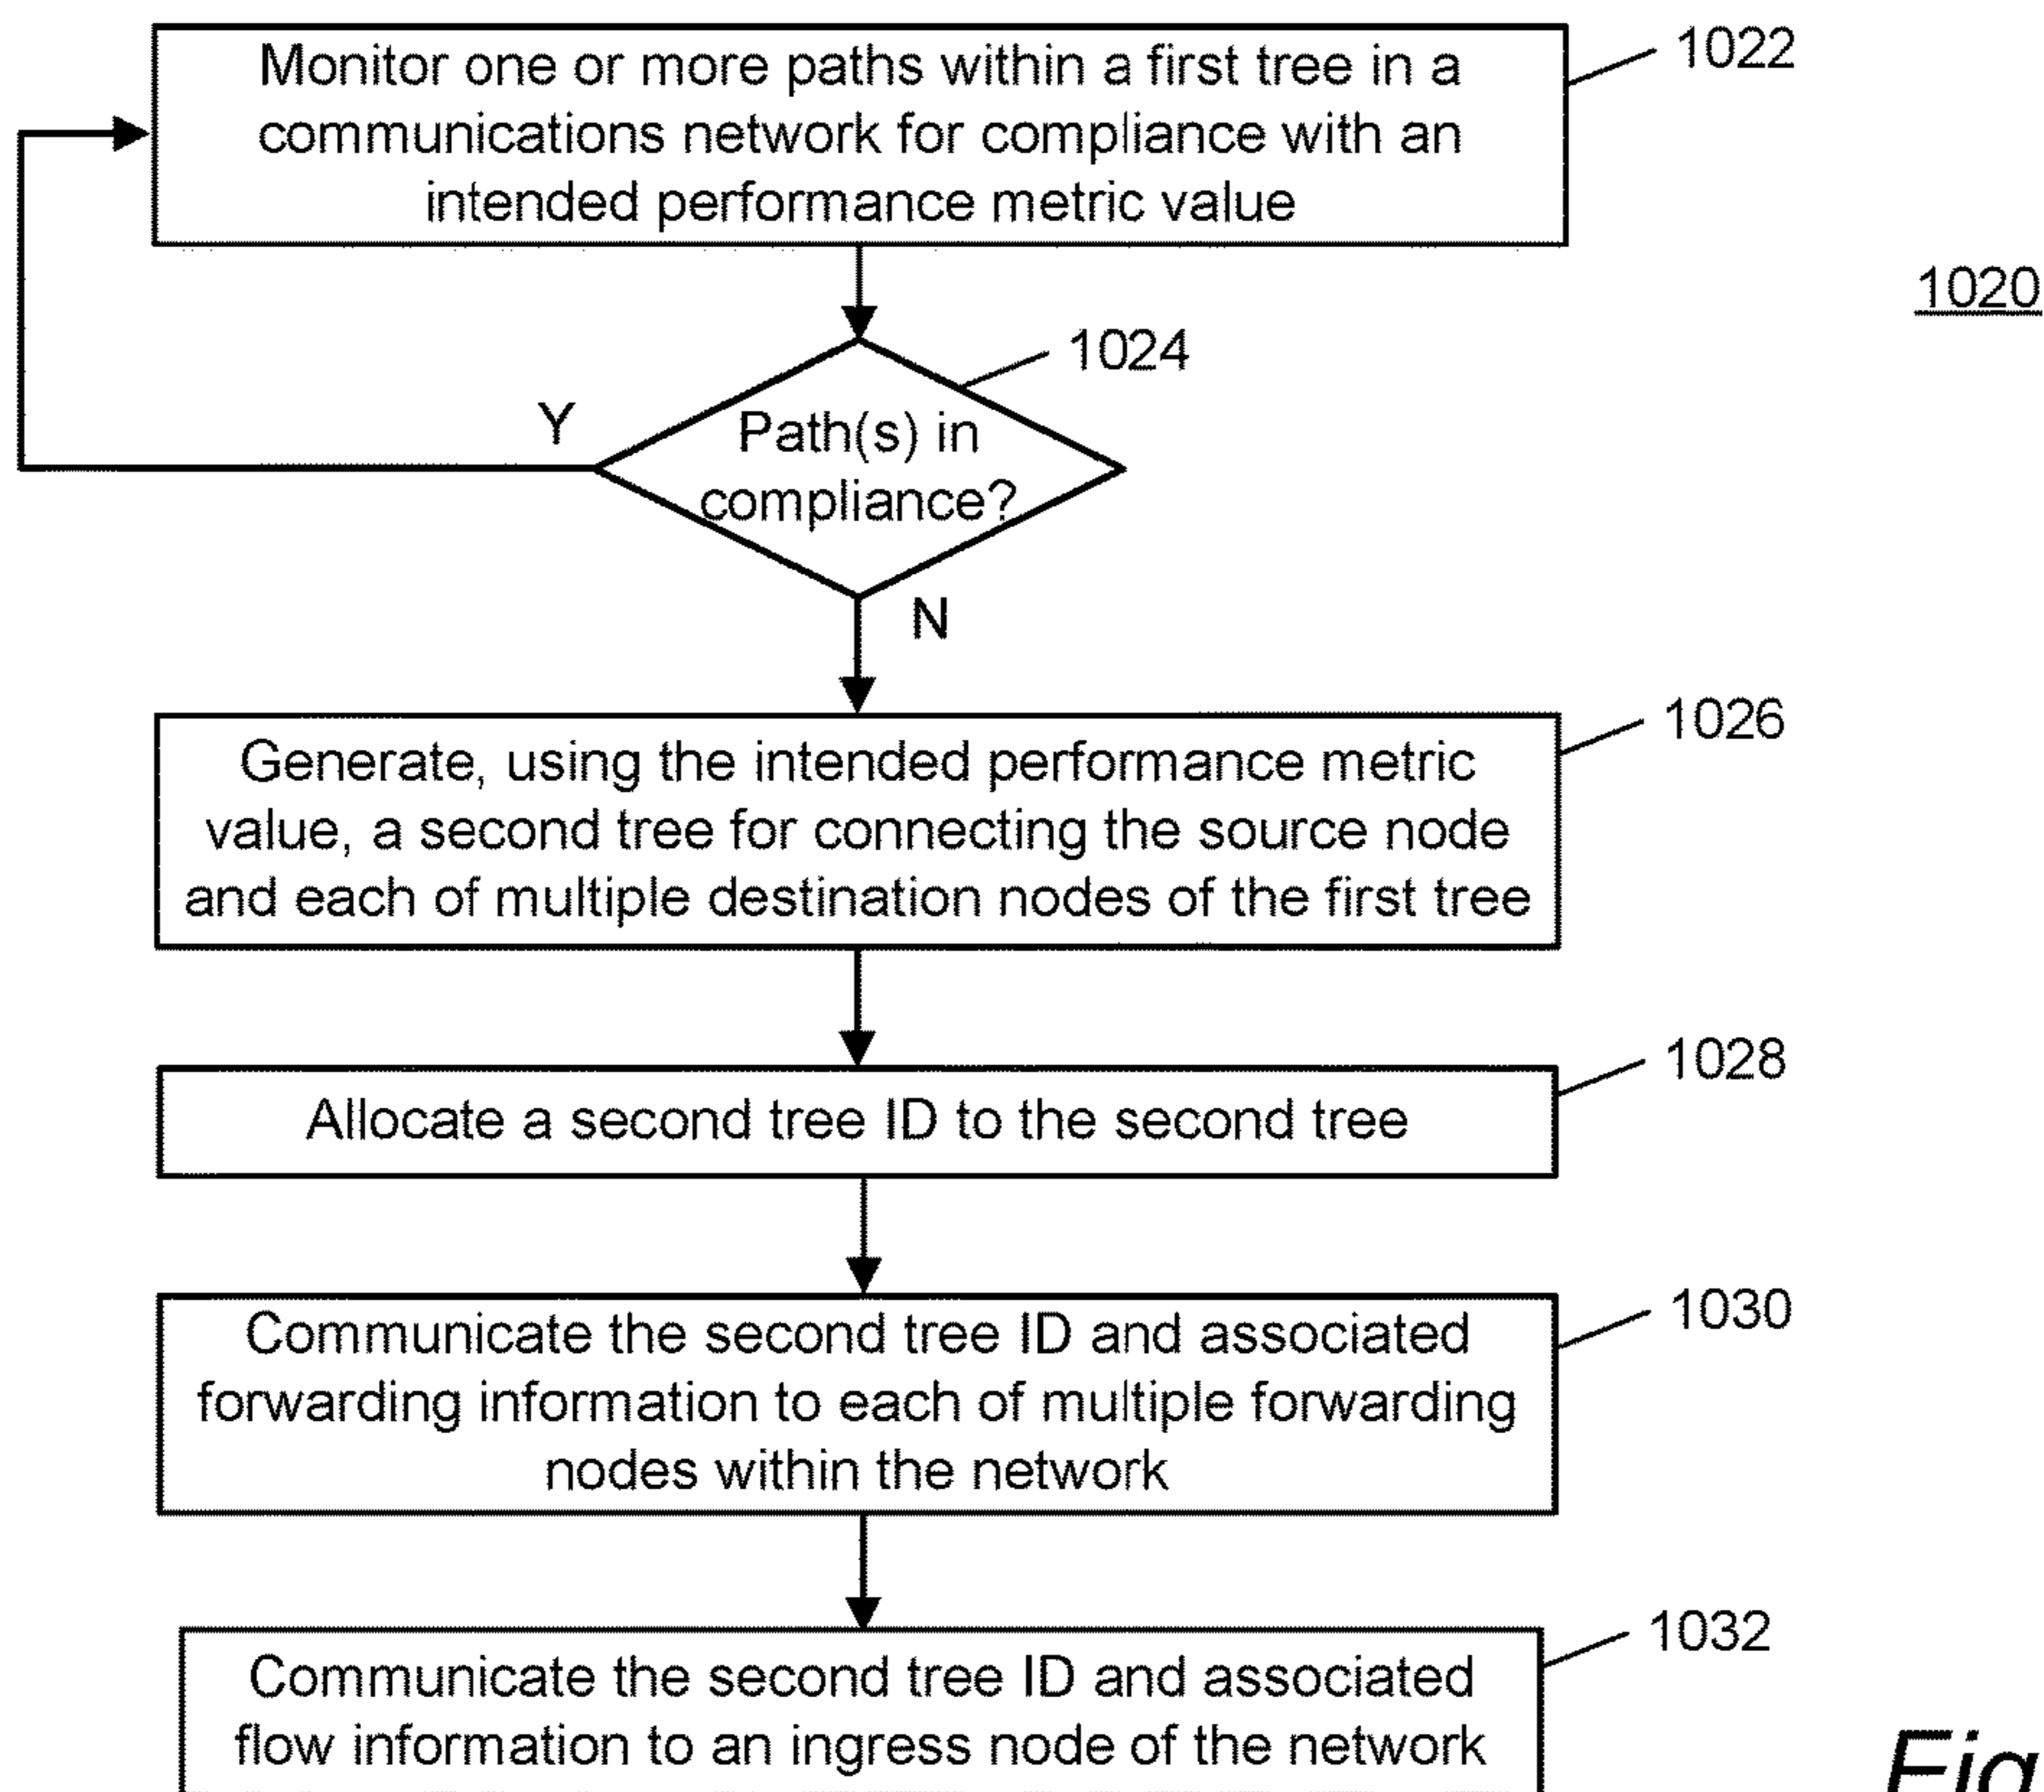 Monitor one or more paths within a first tree in a
communications network for compliance with an
intended performance metric value
1022
1020
1024
Y
Path(s) in
compliance?
N
1026
Generate, using the intended performance metric
value, a second tree for connecting the source node
and each of multiple destination nodes of the first tree
1028
Allocate a second tree ID to the second tree
1030
Communicate the second tree ID and associated
forwarding information to each of multiple forwarding
nodes within the network
1032
Communicate the second tree ID and associated
flow information to an ingress node of the network
Fig